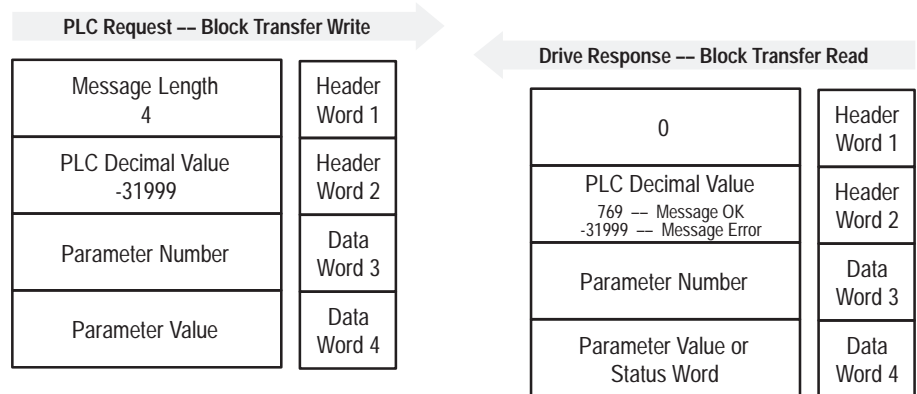 PLC Request –– Block Transfer Write
Message Length
4
Header
Word 1
PLC Decimal Value
-31999
Header
Word 2
Parameter Number
Data
Word 3
Parameter Value
Data
Word 4
Drive Response –– Block Transfer Read
0
Header
Word 1
PLC Decimal Value
769 –– Message OK
-31999 –– Message Error
Header
Word 2
Parameter Number
Data
Word 3
Parameter Value or
Status Word
Data
Word 4